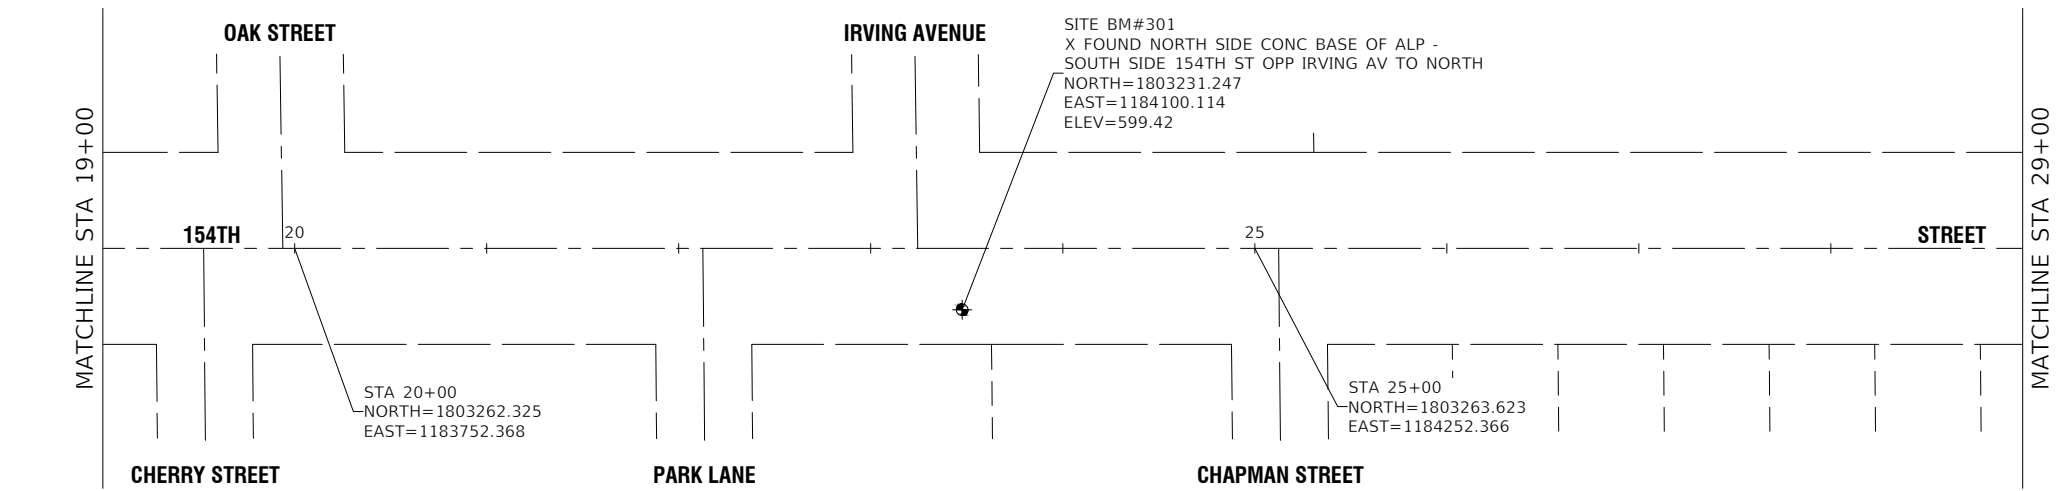 OAK STREET
IRVING AVENUE
SITE BM#301
X FOUND NORTH SIDE CONC BASE OF ALP -
SOUTH SIDE 154TH ST OPP IRVING AV TO NORTH
NORTH=1803231.247
EAST=1184100.114
ELEV=599.42
MATCHLINE STA 19+00
MATCHLINE STA 29+00
154TH
20
25
STREET
STA 20+00
NORTH=1803262.325
EAST=1183752.368
STA 25+00
NORTH=1803263.623
EAST=1184252.366
CHERRY STREET
PARK LANE
CHAPMAN STREET